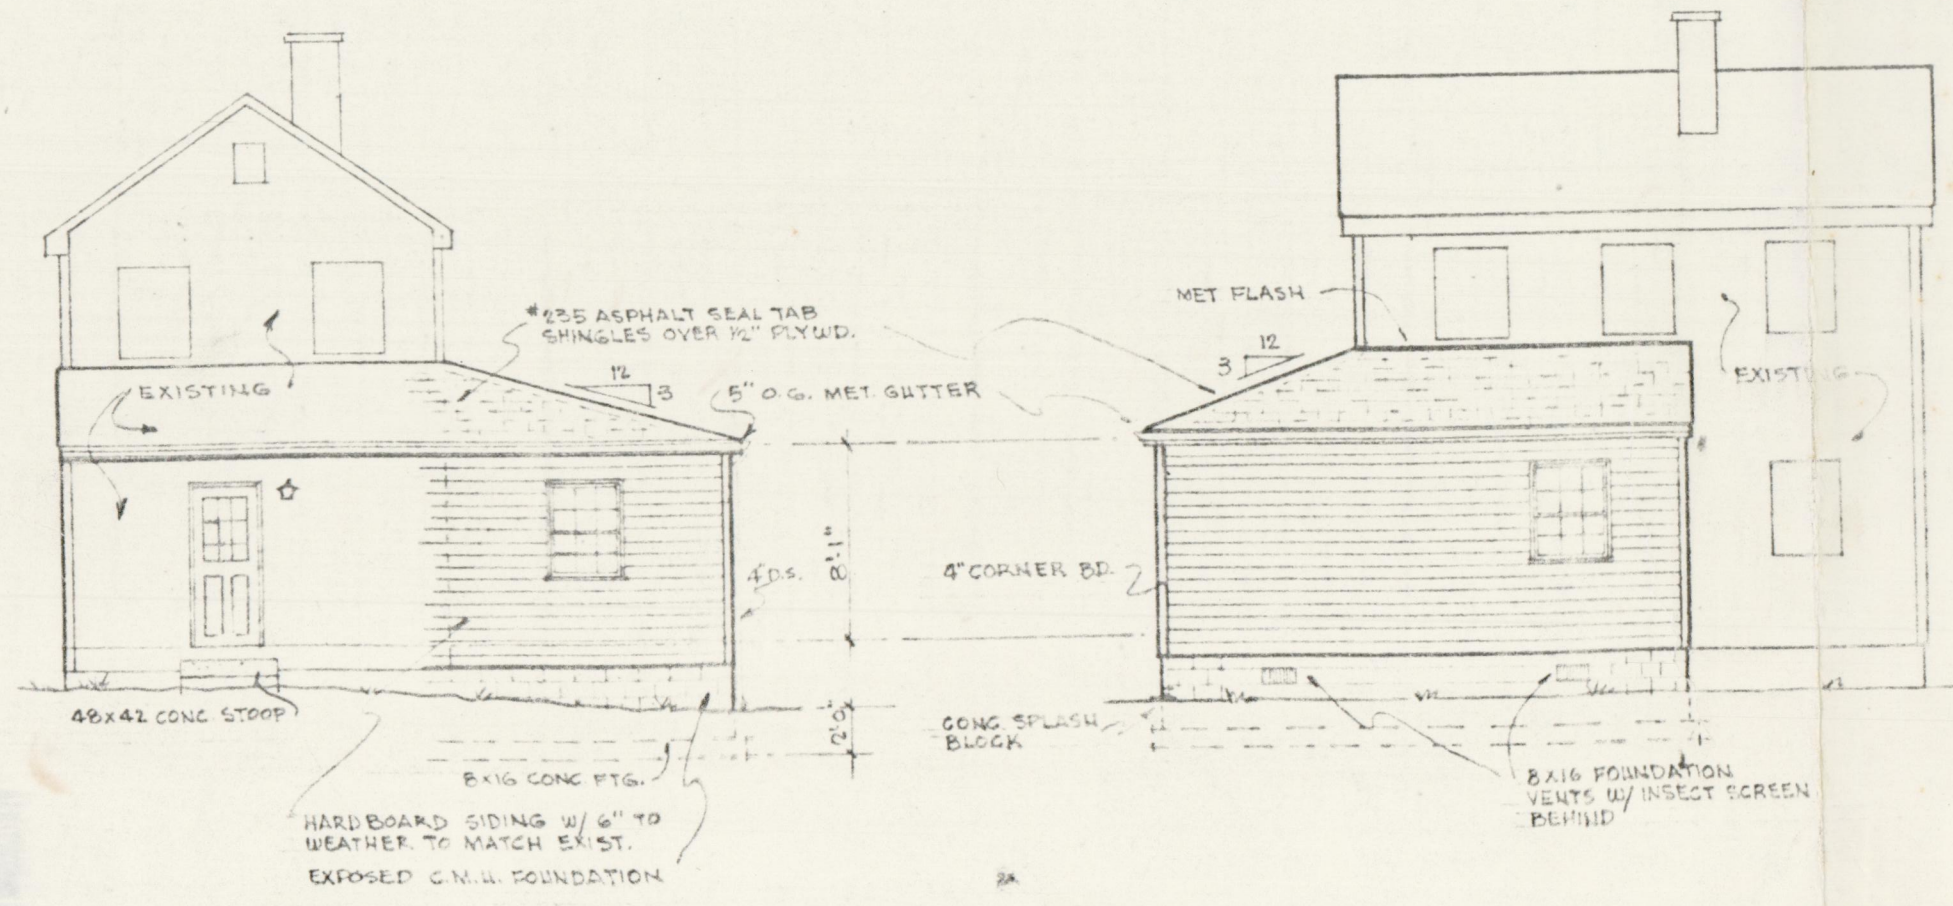 #235 ASPHALT SEAL TAB
SHINGLES OVER 1/2" PLYWD.
12
3
EXISTING
5" O.G. MET. GUTTER
8'-1"
4" D.S.
48x42 CONC STOOP
2'-0"
8x16 CONC FTG.
HARDBOARD SIDING W/ 6" TO
WEATHER TO MATCH EXIST.
EXPOSED C.M.U. FOUNDATION
MET FLASH
12
3
EXISTING
4" CORNER BD.
CONC. SPLASH
BLOCK
8x16 FOUNDATION
VENTS W/ INSECT SCREEN
BEHIND